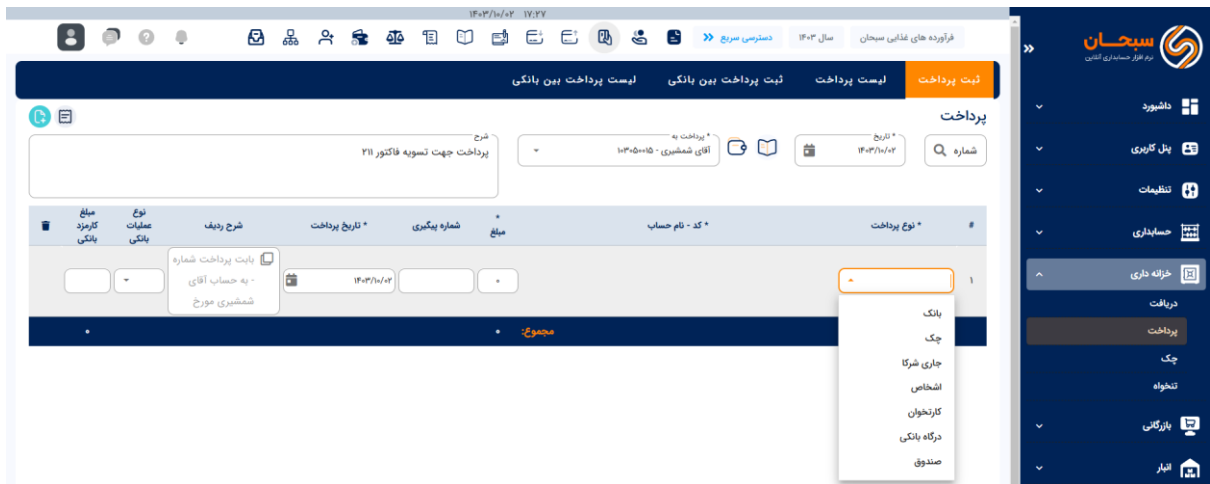 ۱۴۰۳/۱۰/۰۲ ۱۷:۲۷
سبحــان
نرم افزار حسابداری آنلاین
فرآورده های غذایی سبحان
سال ۱۴۰۳
دسترسی سریع
داشبورد
پنل کاربری
تنظیمات
حسابداری
خزانه داری
دریافت
پرداخت
چک
تنخواه
بازرگانی
انبار
ثبت پرداخت
لیست پرداخت
ثبت پرداخت بین بانکی
لیست پرداخت بین بانکی
پرداخت
شماره
* تاریخ
۱۴۰۳/۱۰/۰۲
* پرداخت به
آقای شمشیری - ۱۰۳۰۵۰۰۱۵
شرح
پرداخت جهت تسویه فاکتور ۲۱۱
# * نوع پرداخت * کد - نام حساب * مبلغ شماره پیگیری * تاریخ پرداخت شرح ردیف نوع عملیات بانکی مبلغ کارمزد بانکی
۱ ۰ ۱۴۰۳/۱۰/۰۲
بابت پرداخت شماره
- به حساب آقای
شمشیری مورخ
مجموع: ۰ ۰
بانک
چک
جاری شرکا
اشخاص
کارتخوان
درگاه بانکی
صندوق